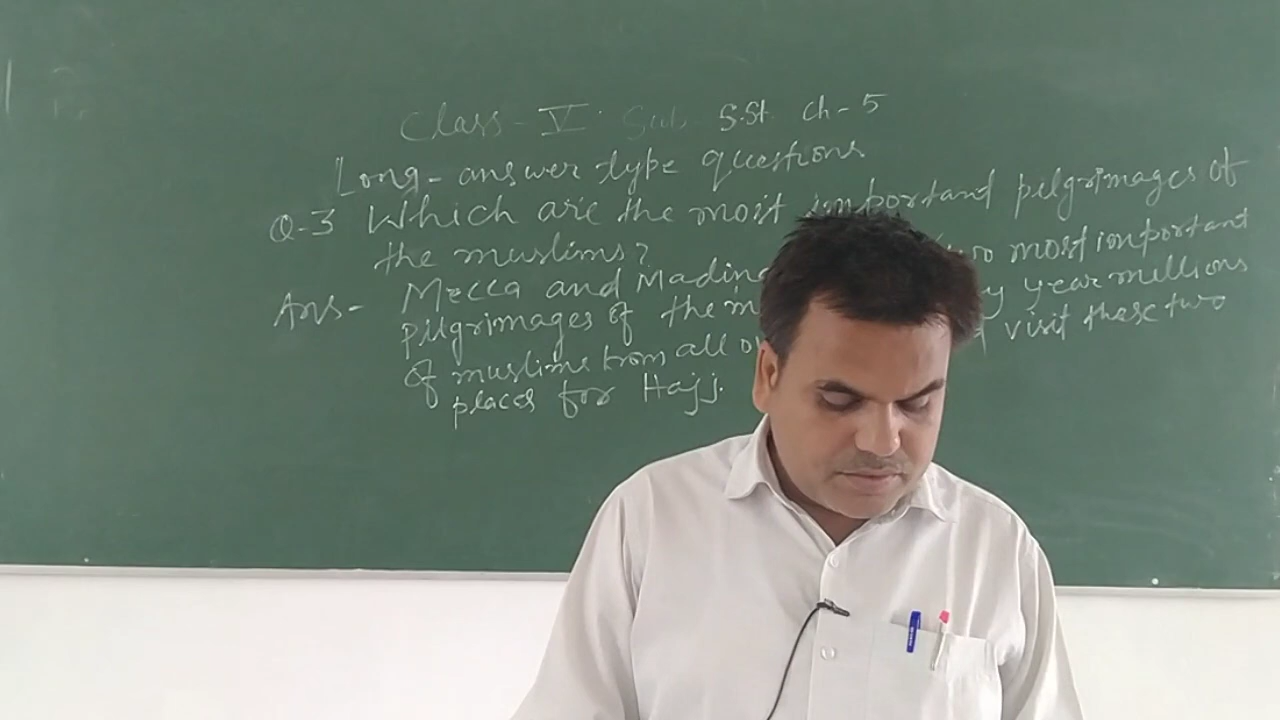 Class - V. Sub. S.St. Ch - 5
Long - answer type questions
Q-3 Which are the most important pilgrimages of
the muslims?
Ans- Mecca and Madina two most important
pilgrimages of the year millions
of muslims from all visit these two
places for Hajj.